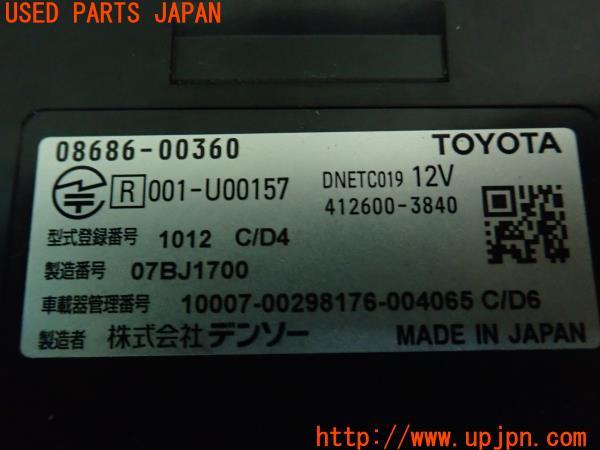 USED PARTS JAPAN
08686-00360 TOYOTA
R 001-U00157 DNETC019 12V
412600-3840
型式登録番号 1012 C/D4
製造番号 07BJ1700
車載器管理番号 10007-00298176-004065 C/D6
製造者 株式会社デンソー MADE IN JAPAN
http://www.upjpn.com/